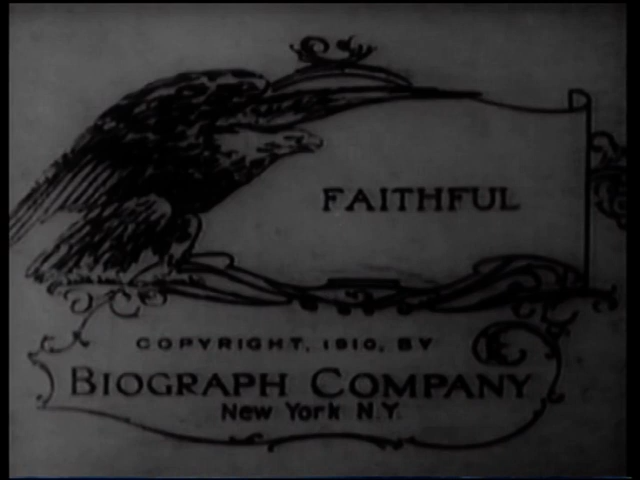 FAITHFUL
COPYRIGHT, 1910, BY
BIOGRAPH COMPANY
New York N.Y.